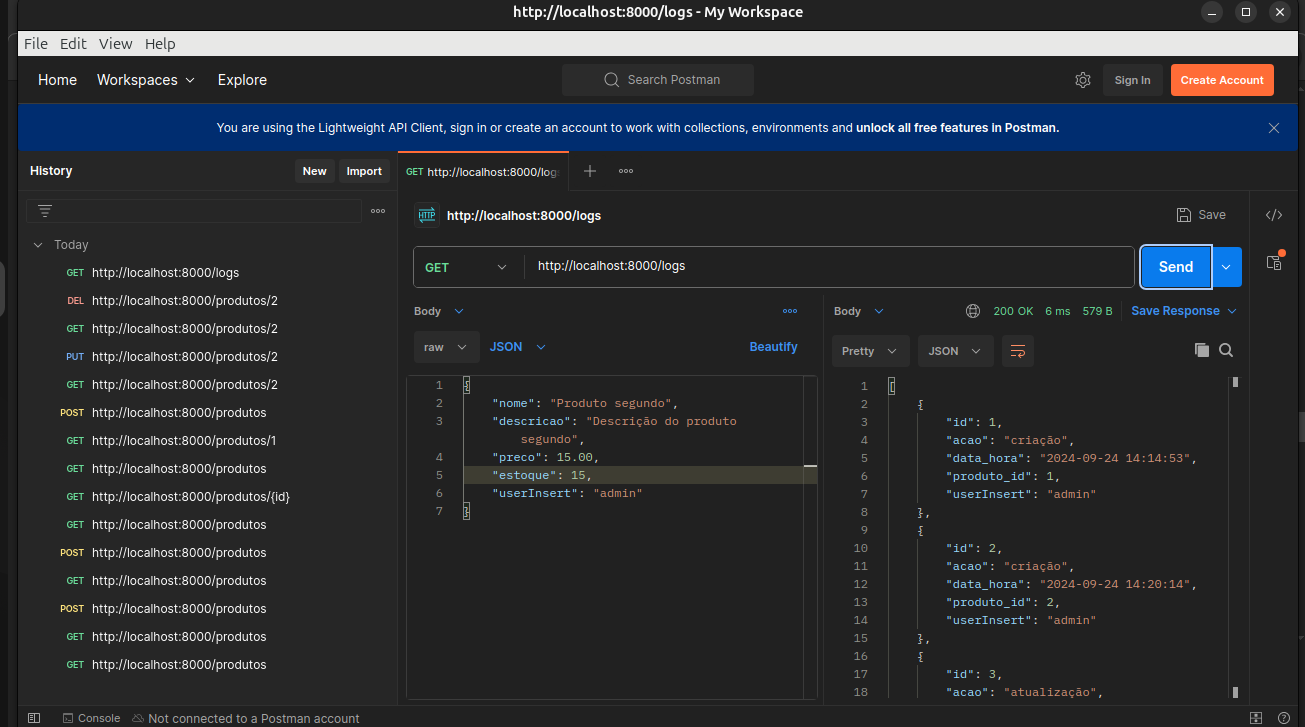 http://localhost:8000/logs - My Workspace
File Edit View Help
Home Workspaces Explore Search Postman Sign In Create Account
You are using the Lightweight API Client, sign in or create an account to work with collections, environments and unlock all free features in Postman.
History New Import
Today
GET http://localhost:8000/logs
DEL http://localhost:8000/produtos/2
GET http://localhost:8000/produtos/2
PUT http://localhost:8000/produtos/2
GET http://localhost:8000/produtos/2
POST http://localhost:8000/produtos
GET http://localhost:8000/produtos/1
GET http://localhost:8000/produtos
GET http://localhost:8000/produtos/{id}
GET http://localhost:8000/produtos
POST http://localhost:8000/produtos
GET http://localhost:8000/produtos
POST http://localhost:8000/produtos
GET http://localhost:8000/produtos
GET http://localhost:8000/produtos
GET http://localhost:8000/log
HTTP http://localhost:8000/logs Save
GET http://localhost:8000/logs Send
Body
raw JSON Beautify
1 {
2 "nome": "Produto segundo",
3 "descricao": "Descrição do produto
segundo",
4 "preco": 15.00,
5 "estoque": 15,
6 "userInsert": "admin"
7 }
Body 200 OK 6 ms 579 B Save Response
Pretty JSON
1 [
2 {
3 "id": 1,
4 "acao": "criação",
5 "data_hora": "2024-09-24 14:14:53",
6 "produto_id": 1,
7 "userInsert": "admin"
8 },
9 {
10 "id": 2,
11 "acao": "criação",
12 "data_hora": "2024-09-24 14:20:14",
13 "produto_id": 2,
14 "userInsert": "admin"
15 },
16 {
17 "id": 3,
18 "acao": "atualização",
Console Not connected to a Postman account